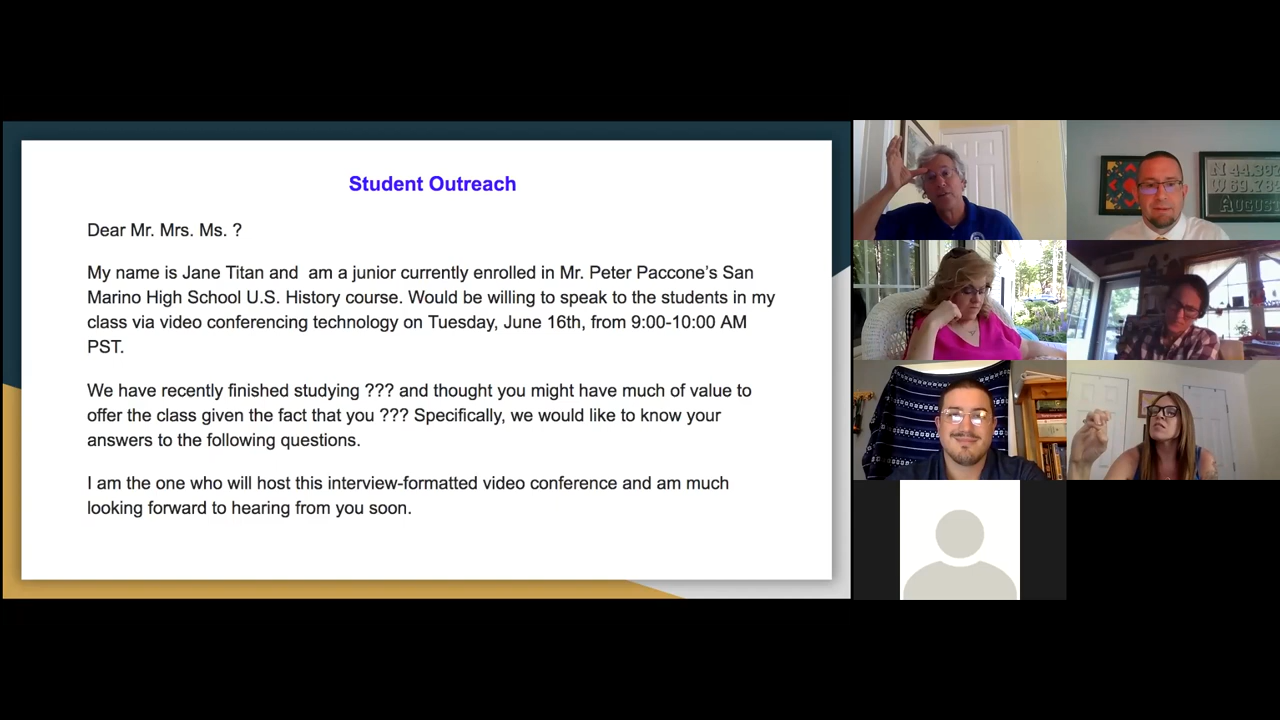 Student Outreach
Dear Mr. Mrs. Ms. ?
My name is Jane Titan and  am a junior currently enrolled in Mr. Peter Paccone's San
Marino High School U.S. History course. Would be willing to speak to the students in my
class via video conferencing technology on Tuesday, June 16th, from 9:00-10:00 AM
PST.
We have recently finished studying ??? and thought you might have much of value to
offer the class given the fact that you ??? Specifically, we would like to know your
answers to the following questions.
I am the one who will host this interview-formatted video conference and am much
looking forward to hearing from you soon.